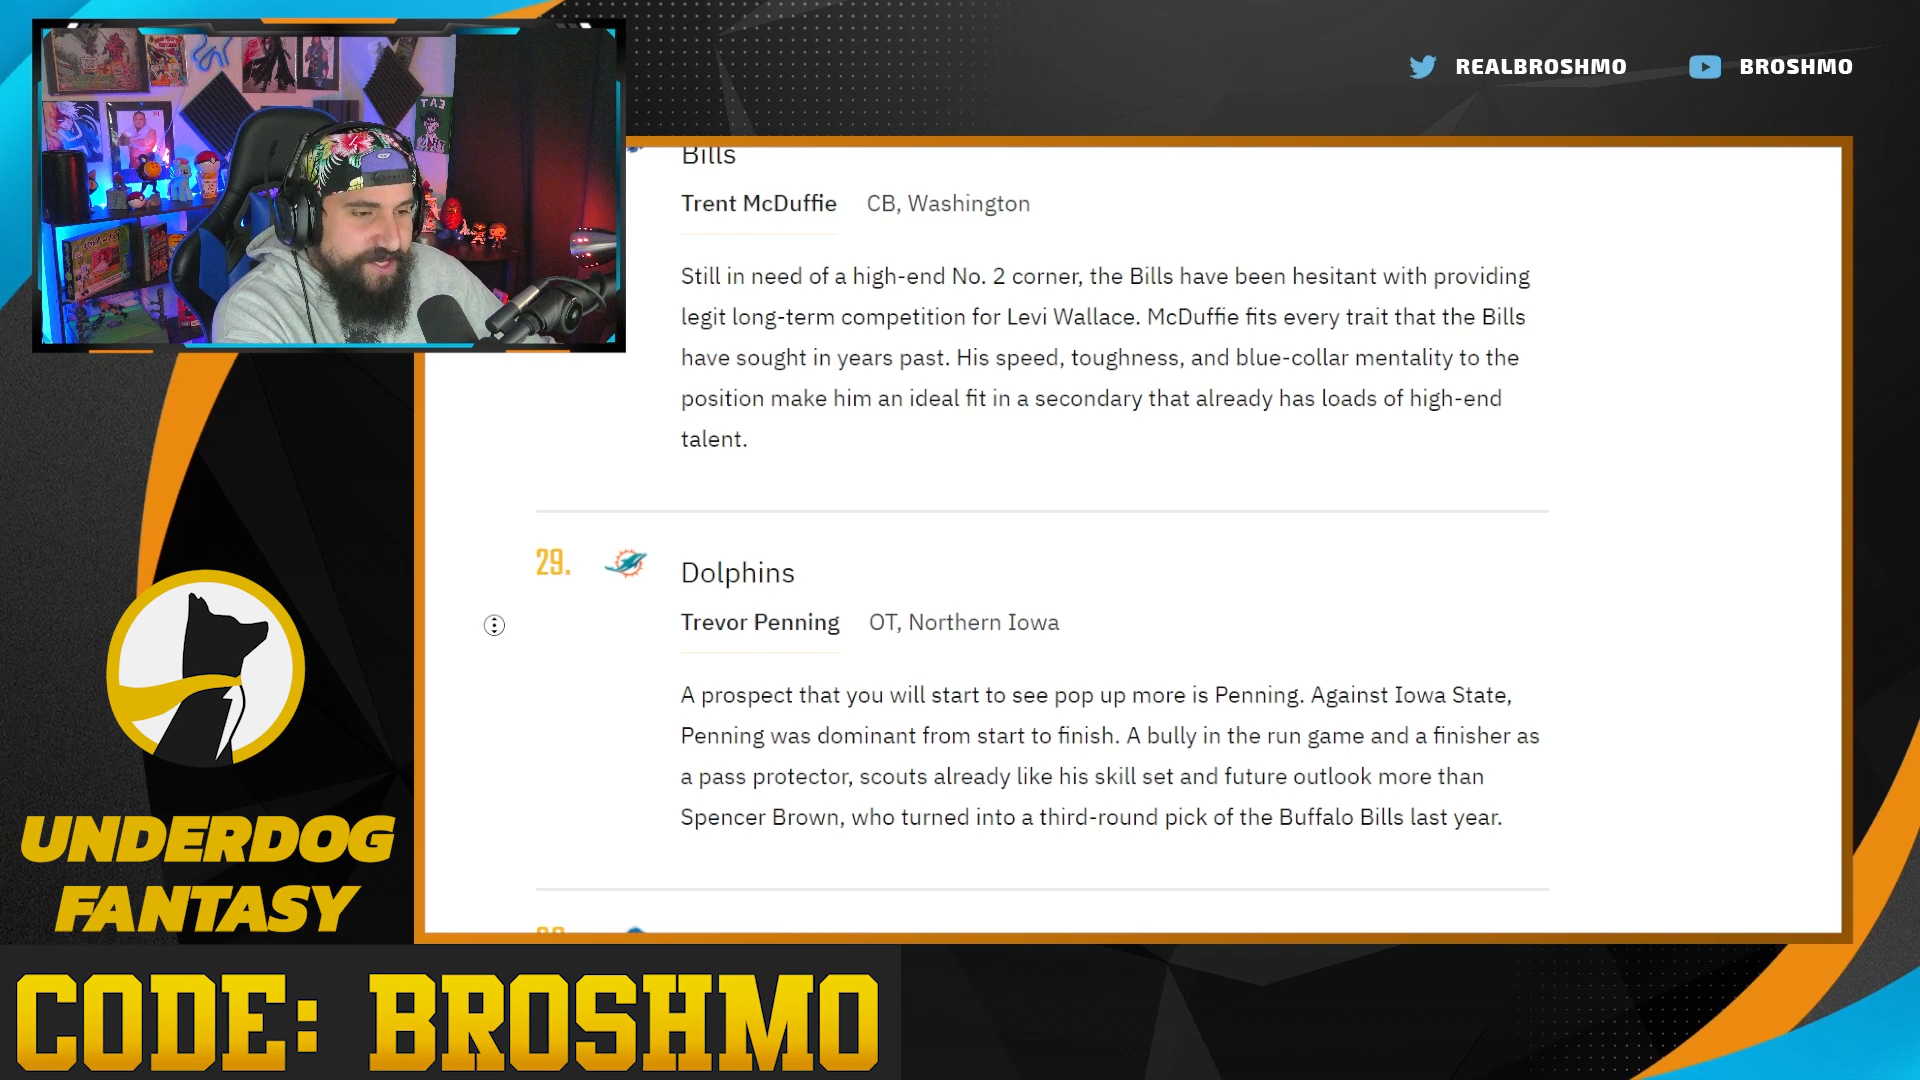 REALBROSHMO
BROSHMO
Bills
Trent McDuffie CB, Washington
Still in need of a high-end No. 2 corner, the Bills have been hesitant with providing
legit long-term competition for Levi Wallace. McDuffie fits every trait that the Bills
have sought in years past. His speed, toughness, and blue-collar mentality to the
position make him an ideal fit in a secondary that already has loads of high-end
talent.
29.
Dolphins
Trevor Penning OT, Northern Iowa
A prospect that you will start to see pop up more is Penning. Against Iowa State,
Penning was dominant from start to finish. A bully in the run game and a finisher as
a pass protector, scouts already like his skill set and future outlook more than
Spencer Brown, who turned into a third-round pick of the Buffalo Bills last year.
UNDERDOG
FANTASY
CODE: BROSHMO